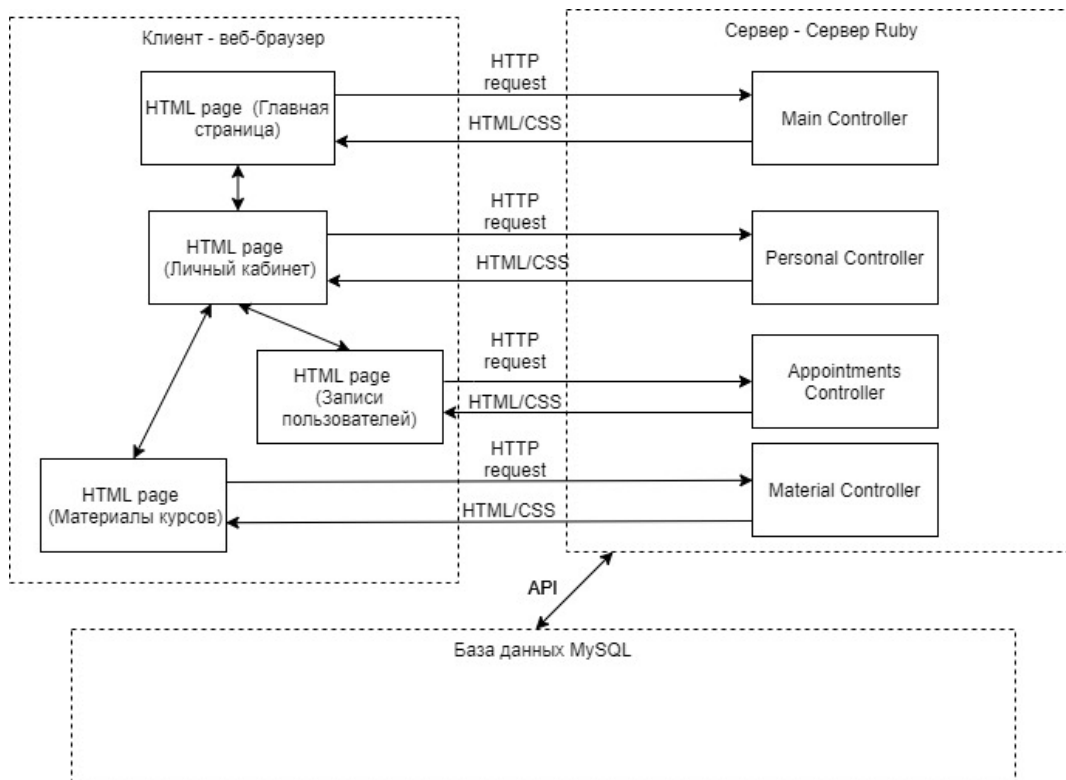 Клиент - веб-браузер
Сервер - Сервер Ruby
HTML page (Главная
страница)
HTTP
request
HTML/CSS
Main Controller
HTML page
(Личный кабинет)
HTTP
request
HTML/CSS
Personal Controller
HTML page
(Записи
пользователей)
HTTP
request
HTML/CSS
Appointments
Controller
HTML page
(Материалы курсов)
HTTP
request
HTML/CSS
Material Controller
API
База данных MySQL